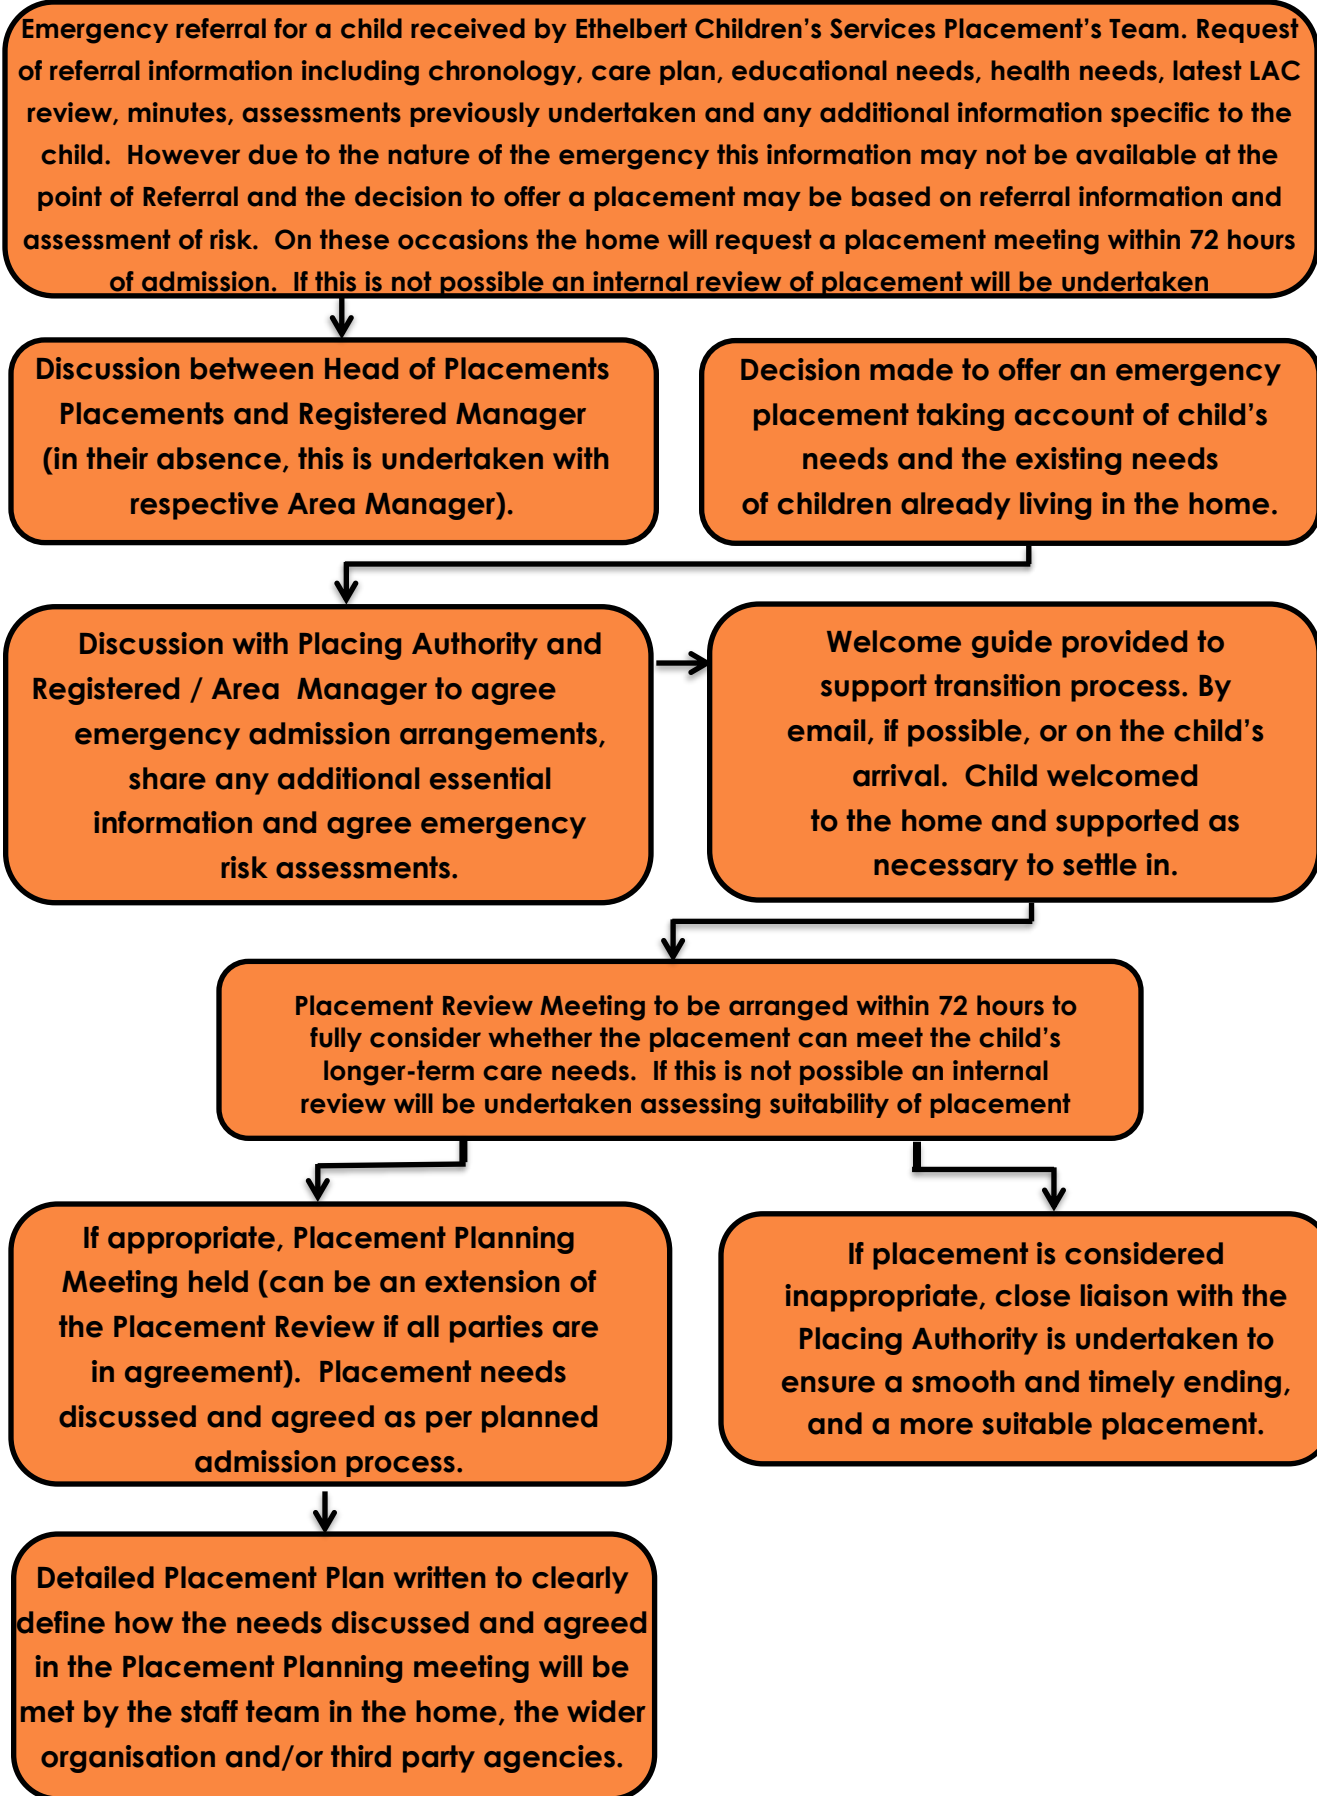 Emergency referral for a child received by Ethelbert Children's Services Placement's Team. Request
of referral information including chronology, care plan, educational needs, health needs, latest LAC
review, minutes, assessments previously undertaken and any additional information specific to the
child. However due to the nature of the emergency this information may not be available at the
point of Referral and the decision to offer a placement may be based on referral information and
assessment of risk. On these occasions the home will request a placement meeting within 72 hours
of admission. If this is not possible an internal review of placement will be undertaken
Discussion between Head of Placements
Placements and Registered Manager
(in their absence, this is undertaken with
respective Area Manager).
Decision made to offer an emergency
placement taking account of child's
needs and the existing needs
of children already living in the home.
Discussion with Placing Authority and
Registered / Area Manager to agree
emergency admission arrangements,
share any additional essential
information and agree emergency
risk assessments.
Welcome guide provided to
support transition process. By
email, if possible, or on the child's
arrival. Child welcomed
to the home and supported as
necessary to settle in.
Placement Review Meeting to be arranged within 72 hours to
fully consider whether the placement can meet the child's
longer-term care needs. If this is not possible an internal
review will be undertaken assessing suitability of placement
If appropriate, Placement Planning
Meeting held (can be an extension of
the Placement Review if all parties are
in agreement). Placement needs
discussed and agreed as per planned
admission process.
If placement is considered
inappropriate, close liaison with the
Placing Authority is undertaken to
ensure a smooth and timely ending,
and a more suitable placement.
Detailed Placement Plan written to clearly
define how the needs discussed and agreed
in the Placement Planning meeting will be
met by the staff team in the home, the wider
organisation and/or third party agencies.